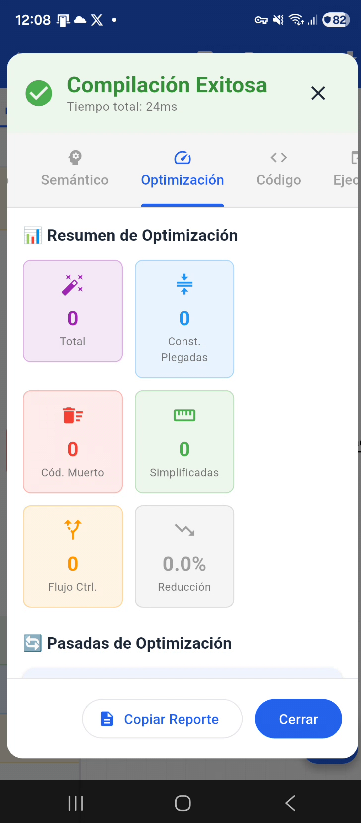 12:08
82
Compilación Exitosa
Tiempo total: 24ms
Semántico
Optimización
Código
Ejec
📊 Resumen de Optimización
0
Total
0
Const.
Plegadas
0
Cód. Muerto
0
Simplificadas
0
Flujo Ctrl.
0.0%
Reducción
🔄 Pasadas de Optimización
Copiar Reporte
Cerrar